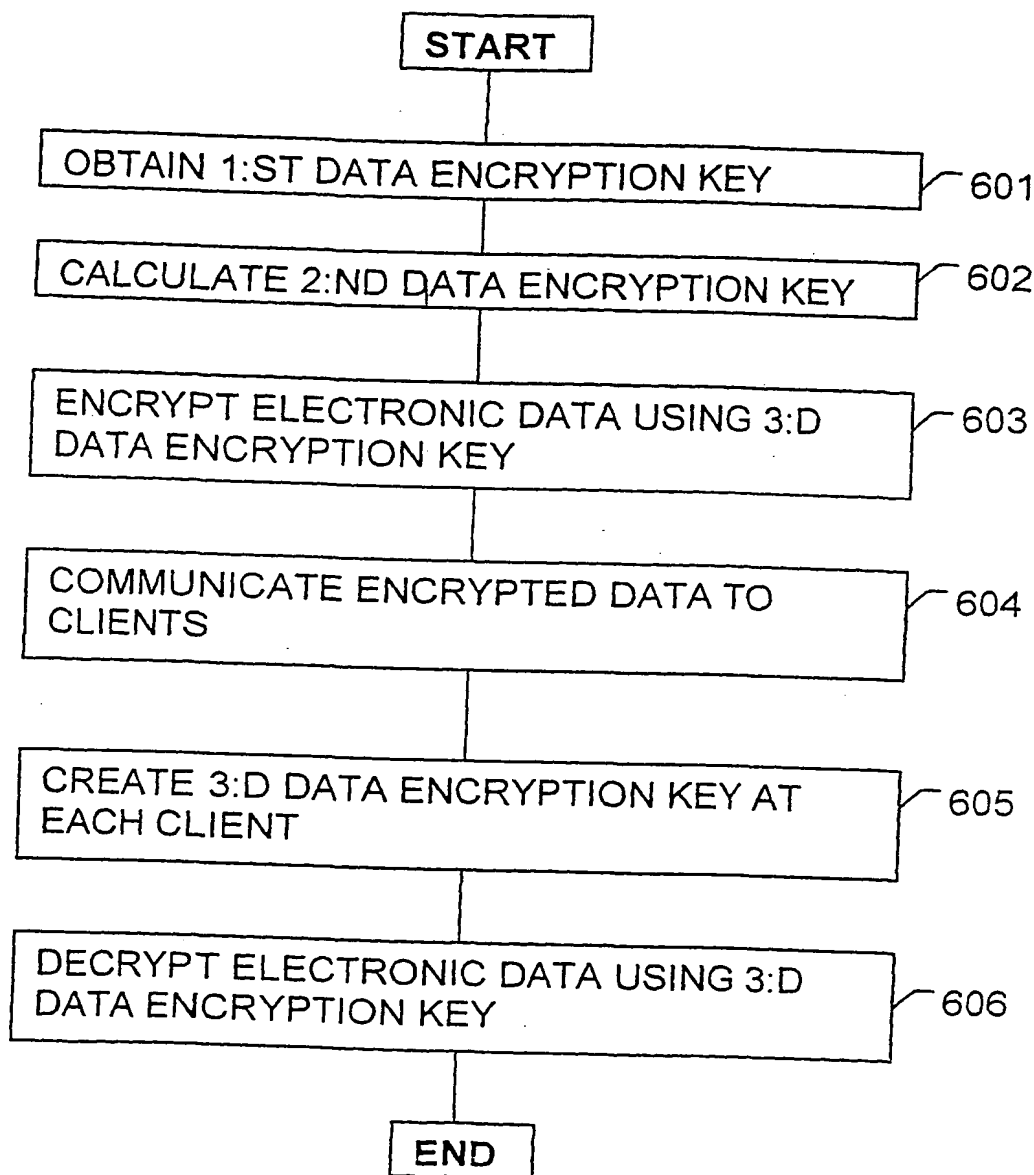 START
OBTAIN 1:ST DATA ENCRYPTION KEY
601
CALCULATE 2:ND DATA ENCRYPTION KEY
602
ENCRYPT ELECTRONIC DATA USING 3:D
DATA ENCRYPTION KEY
603
COMMUNICATE ENCRYPTED DATA TO
CLIENTS
604
CREATE 3:D DATA ENCRYPTION KEY AT
EACH CLIENT
605
DECRYPT ELECTRONIC DATA USING 3:D
DATA ENCRYPTION KEY
606
END